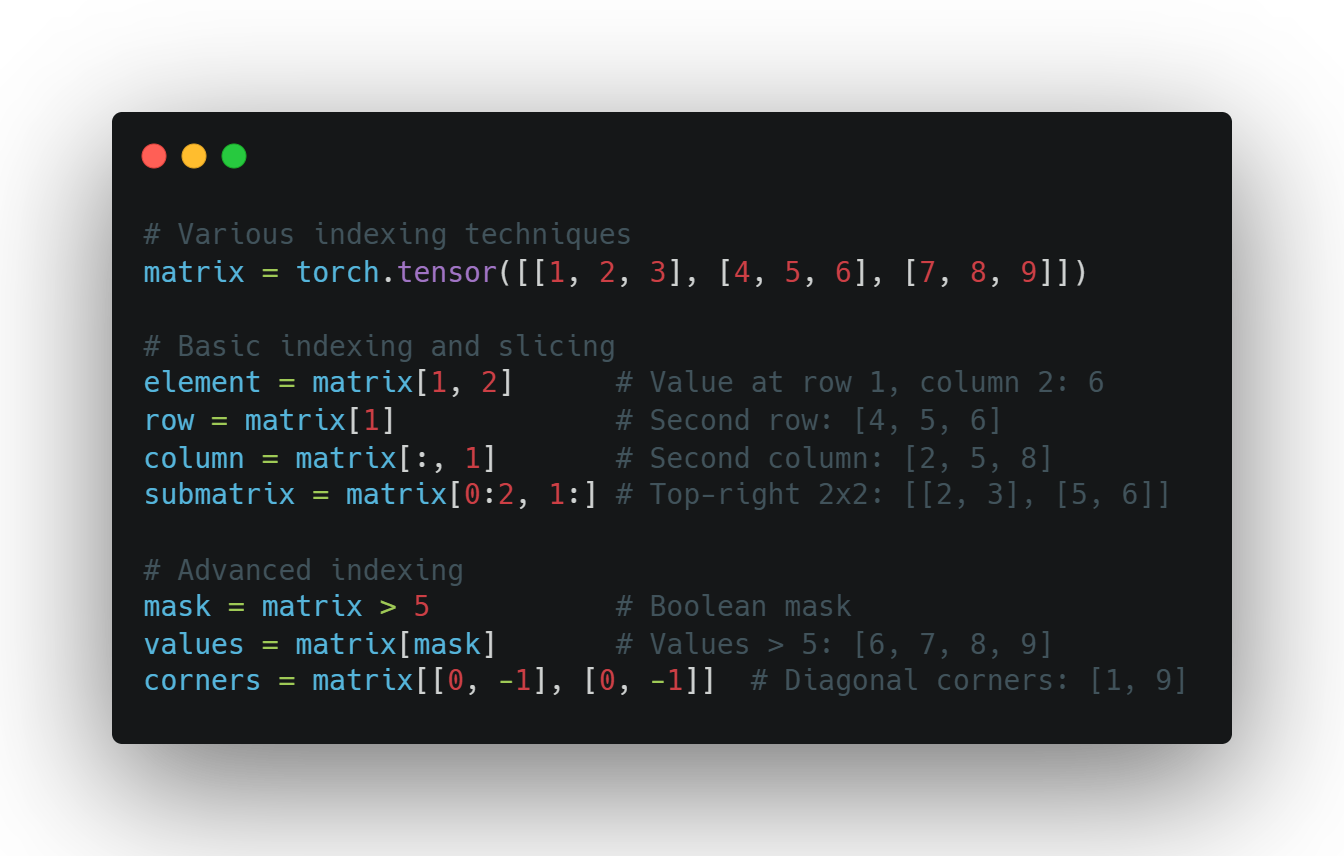 # Various indexing techniques
matrix = torch.tensor([[1, 2, 3], [4, 5, 6], [7, 8, 9]])

# Basic indexing and slicing
element = matrix[1, 2]      # Value at row 1, column 2: 6
row = matrix[1]             # Second row: [4, 5, 6]
column = matrix[:, 1]       # Second column: [2, 5, 8]
submatrix = matrix[0:2, 1:] # Top-right 2x2: [[2, 3], [5, 6]]

# Advanced indexing
mask = matrix > 5           # Boolean mask
values = matrix[mask]       # Values > 5: [6, 7, 8, 9]
corners = matrix[[0, -1], [0, -1]]  # Diagonal corners: [1, 9]